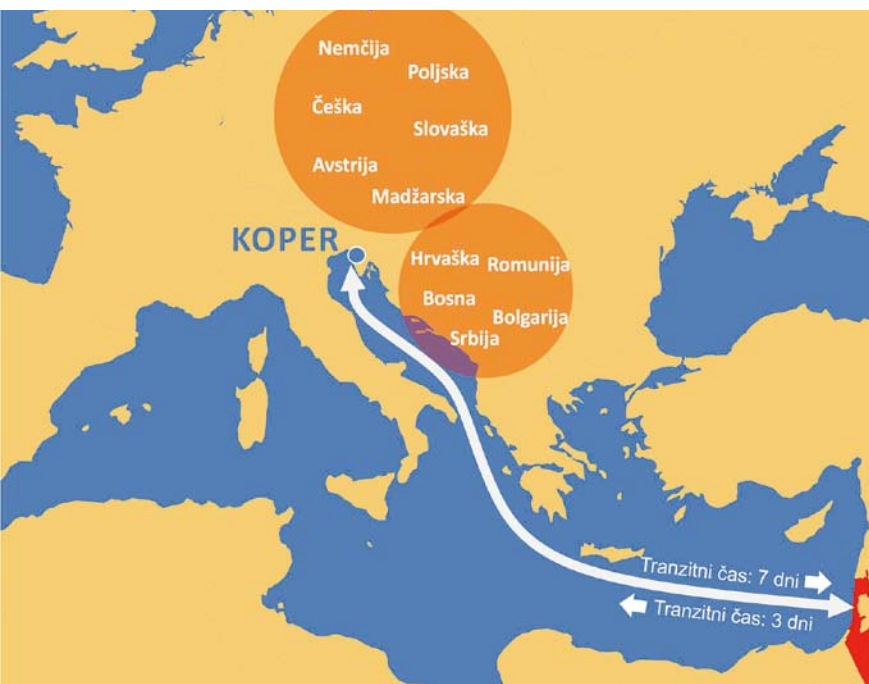 Nemčija
Poljska
Češka
Slovaška
Avstrija
Madžarska
KOPER
Hrvaška
Romunija
Bosna
Bolgarija
Srbija
Tranzitni čas: 7 dni
Tranzitni čas: 3 dni